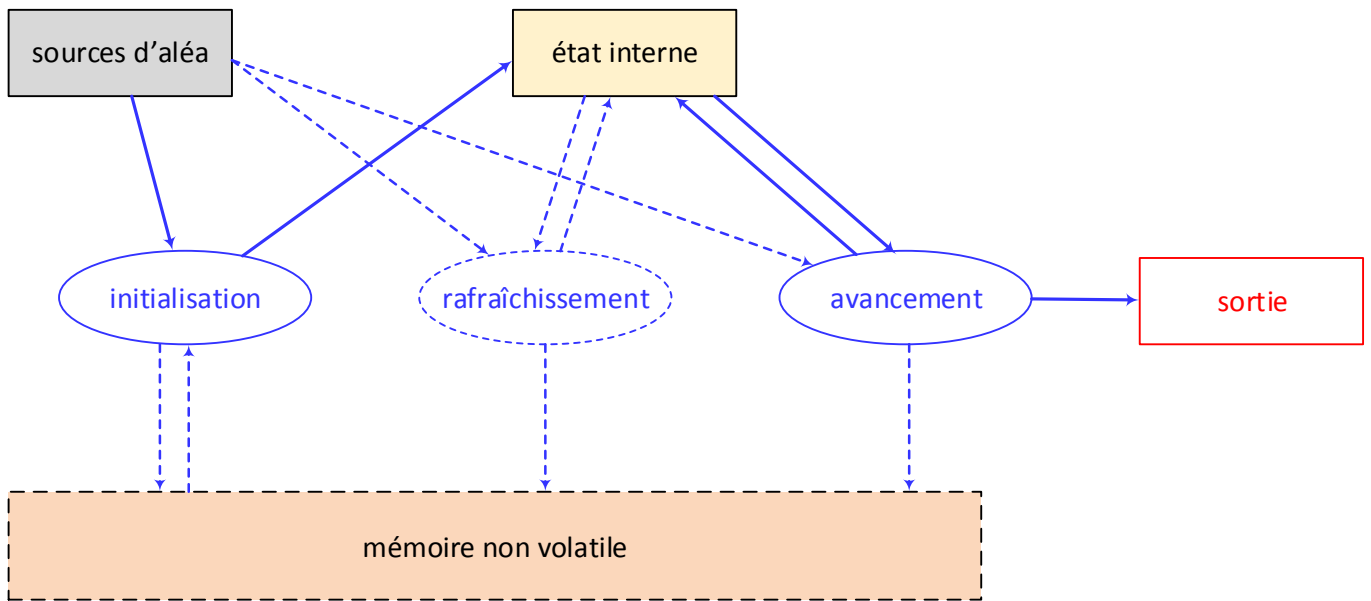 sources d’aléa
état interne
initialisation
rafraîchissement
avancement
sortie
mémoire non volatile